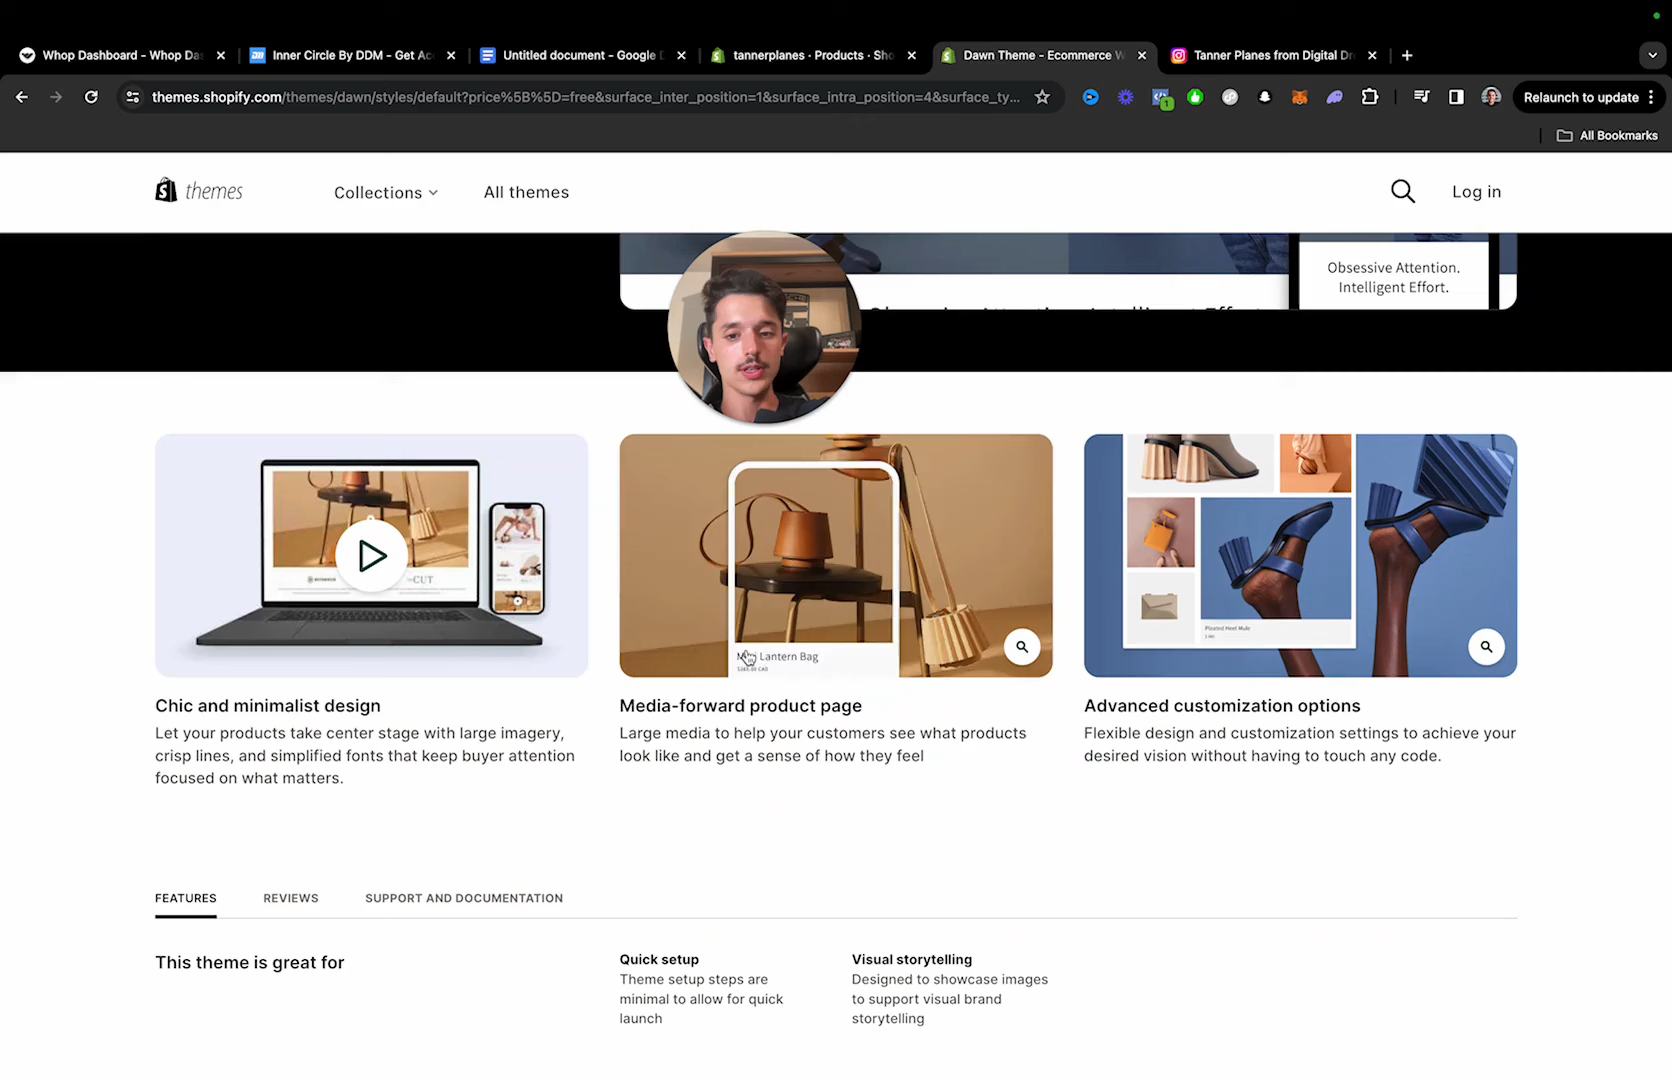 Whop Dashboard - Whop Da
Inner Circle By DDM - Get Ac
Untitled document - Google D
tannerplanes · Products · Sho
Dawn Theme - Ecommerce W
Tanner Planes from Digital Dr
themes.shopify.com/themes/dawn/styles/default?price%5B%5D=free&surface_inter_position=1&surface_intra_position=4&surface_ty...
1
Relaunch to update
All Bookmarks
themes
Collections
All themes
Log in
Obsessive Attention.
Intelligent Effort.
THE CUT
Lantern Bag
Pleated Heel Mule
Chic and minimalist design
Let your products take center stage with large imagery,
crisp lines, and simplified fonts that keep buyer attention
focused on what matters.
Media-forward product page
Large media to help your customers see what products
look like and get a sense of how they feel
Advanced customization options
Flexible design and customization settings to achieve your
desired vision without having to touch any code.
FEATURES
REVIEWS
SUPPORT AND DOCUMENTATION
This theme is great for
Quick setup
Theme setup steps are
minimal to allow for quick
launch
Visual storytelling
Designed to showcase images
to support visual brand
storytelling